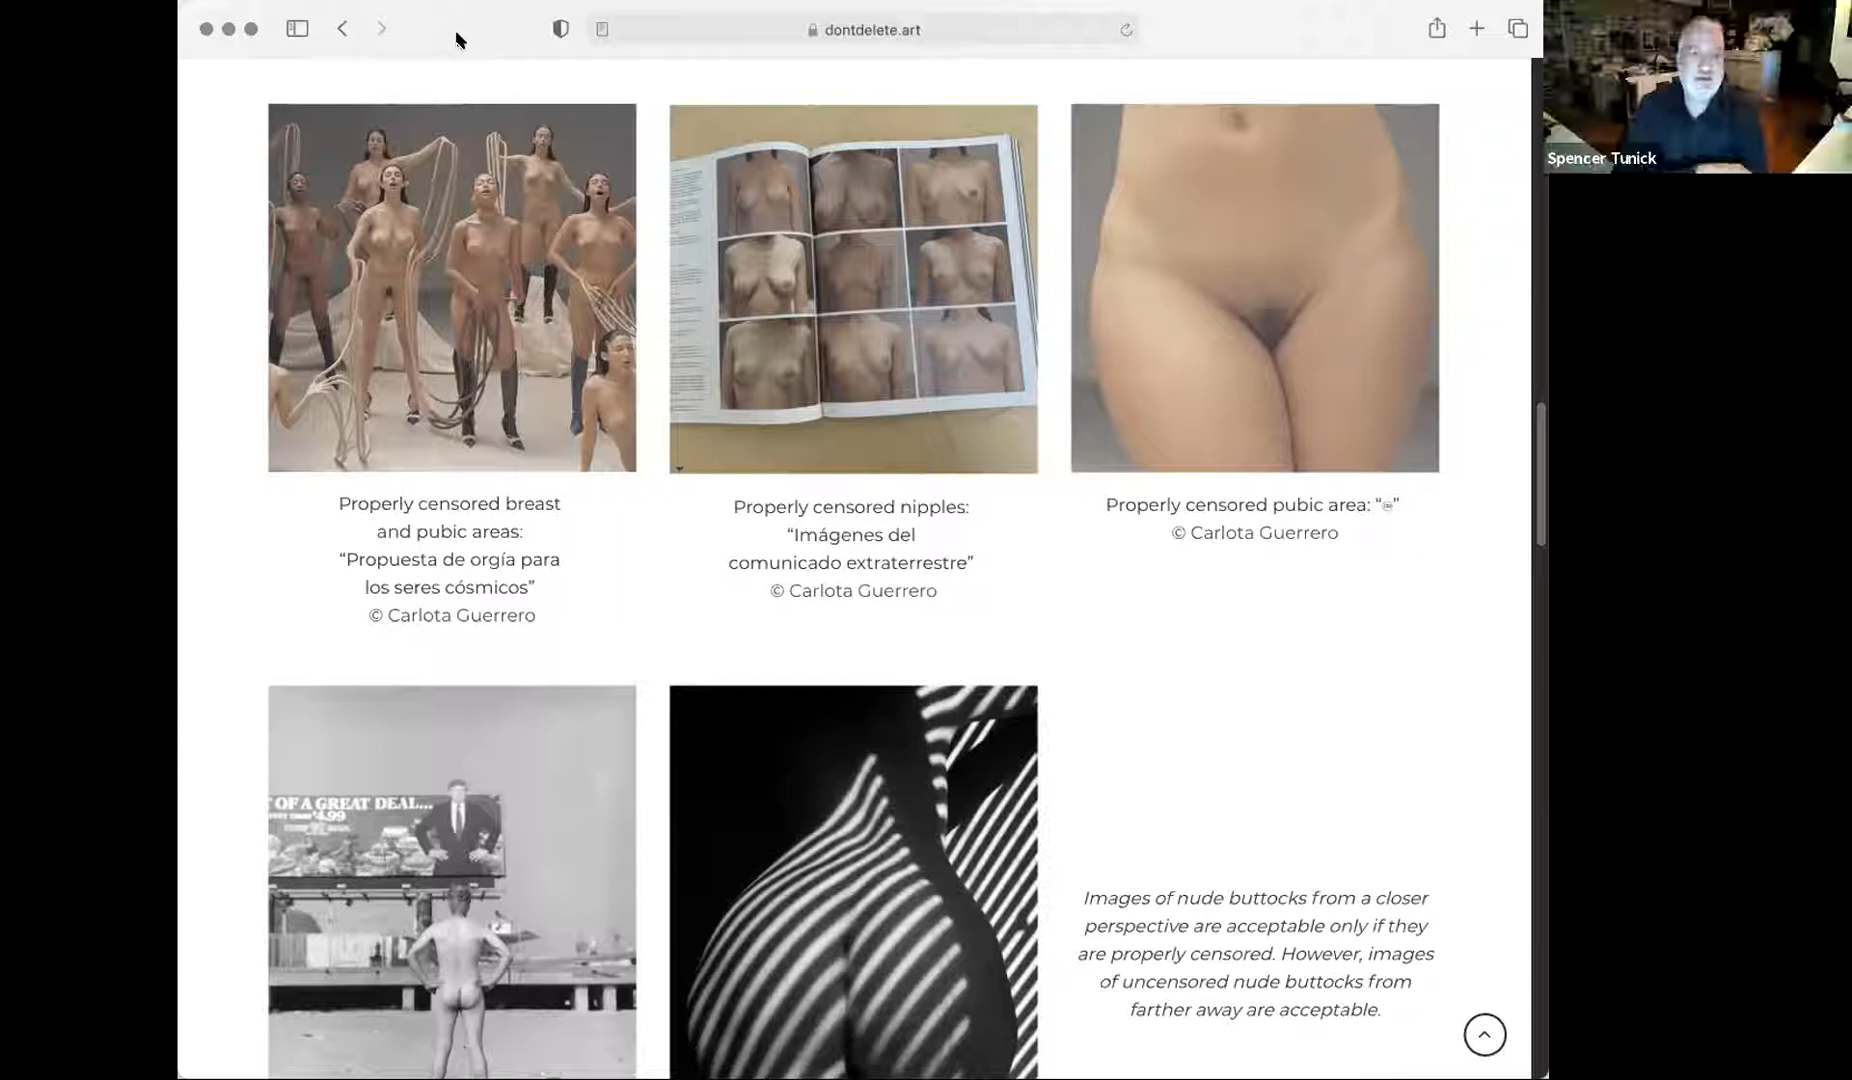 dontdelete.art
Spencer Tunick
Properly censored breast
and pubic areas:
“Propuesta de orgía para
los seres cósmicos”
© Carlota Guerrero
Properly censored nipples:
“Imágenes del
comunicado extraterrestre”
© Carlota Guerrero
Properly censored pubic area: “♾”
© Carlota Guerrero
OF A GREAT DEAL....
$4.99
Images of nude buttocks from a closer
perspective are acceptable only if they
are properly censored. However, images
of uncensored nude buttocks from
farther away are acceptable.